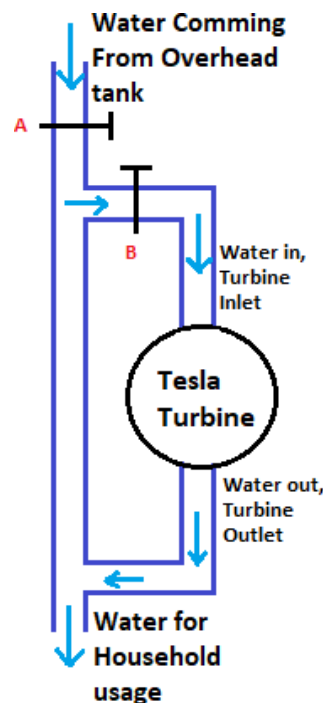 Water Comming
From Overhead
tank
A
B
Water in,
Turbine
Inlet
Tesla
Turbine
Water out,
Turbine
Outlet
Water for
Household
usage